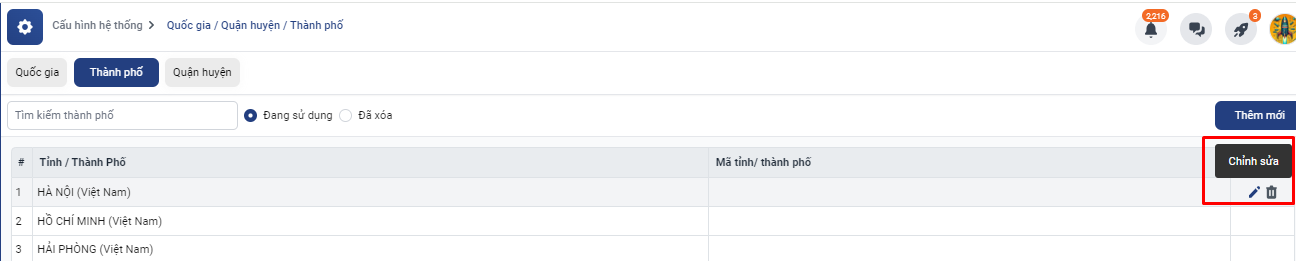 Cấu hình hệ thống > Quốc gia / Quận huyện / Thành phố 2,216 3
Quốc gia Thành phố Quận huyện
Tìm kiếm thành phố Đang sử dụng Đã xóa Thêm mới
# Tỉnh / Thành Phố Mã tỉnh/ thành phố Chỉnh sửa
1 HÀ NỘI (Việt Nam)
2 HỒ CHÍ MINH (Việt Nam)
3 HẢI PHÒNG (Việt Nam)